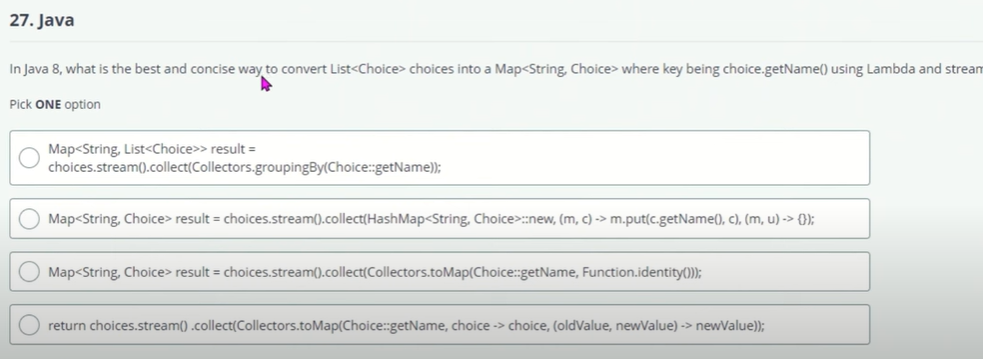 27. Java
In Java 8, what is the best and concise way to convert List<Choice> choices into a Map<String, Choice> where key being choice.getName() using Lambda and stream
Pick ONE option
Map<String, List<Choice>> result =
choices.stream().collect(Collectors.groupingBy(Choice::getName));
Map<String, Choice> result = choices.stream().collect(HashMap<String, Choice>::new, (m, c) -> m.put(c.getName(), c), (m, u) -> {});
Map<String, Choice> result = choices.stream().collect(Collectors.toMap(Choice::getName, Function.identity()));
return choices.stream() .collect(Collectors.toMap(Choice::getName, choice -> choice, (oldValue, newValue) -> newValue));